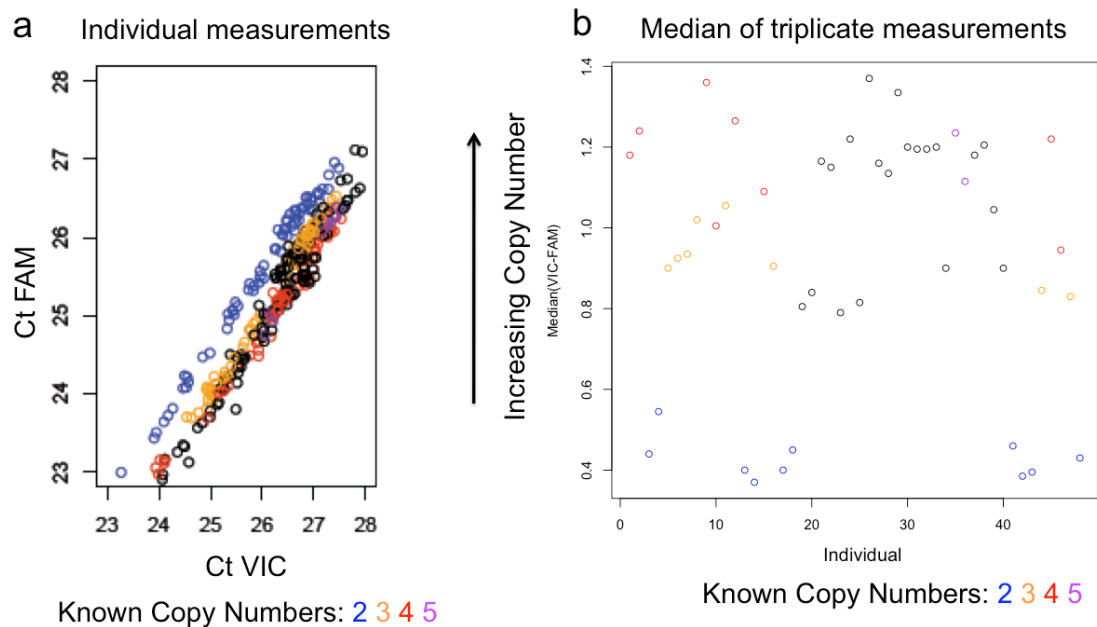 a
Individual measurements
28
27
26
25
24
23
23 24 25 26 27 28
Ct FAM
Ct VIC
Known Copy Numbers: 2 3 4 5
Increasing Copy Number
b
Median of triplicate measurements
1.4
1.2
1.0
0.8
0.6
0.4
0 10 20 30 40
Median(VIC-FAM)
Individual
Known Copy Numbers: 2 3 4 5